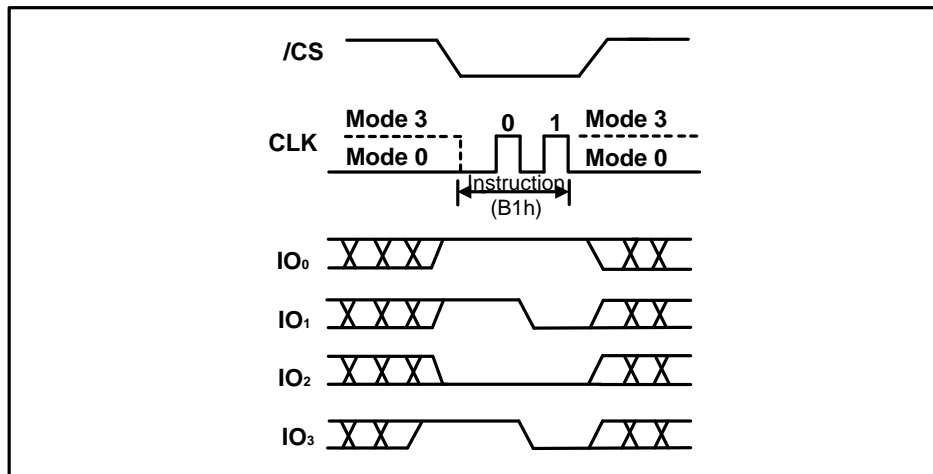 /CS
Mode 3 0 1 Mode 3
CLK
Mode 0 Mode 0
Instruction
(B1h)
IO0
IO1
IO2
IO3